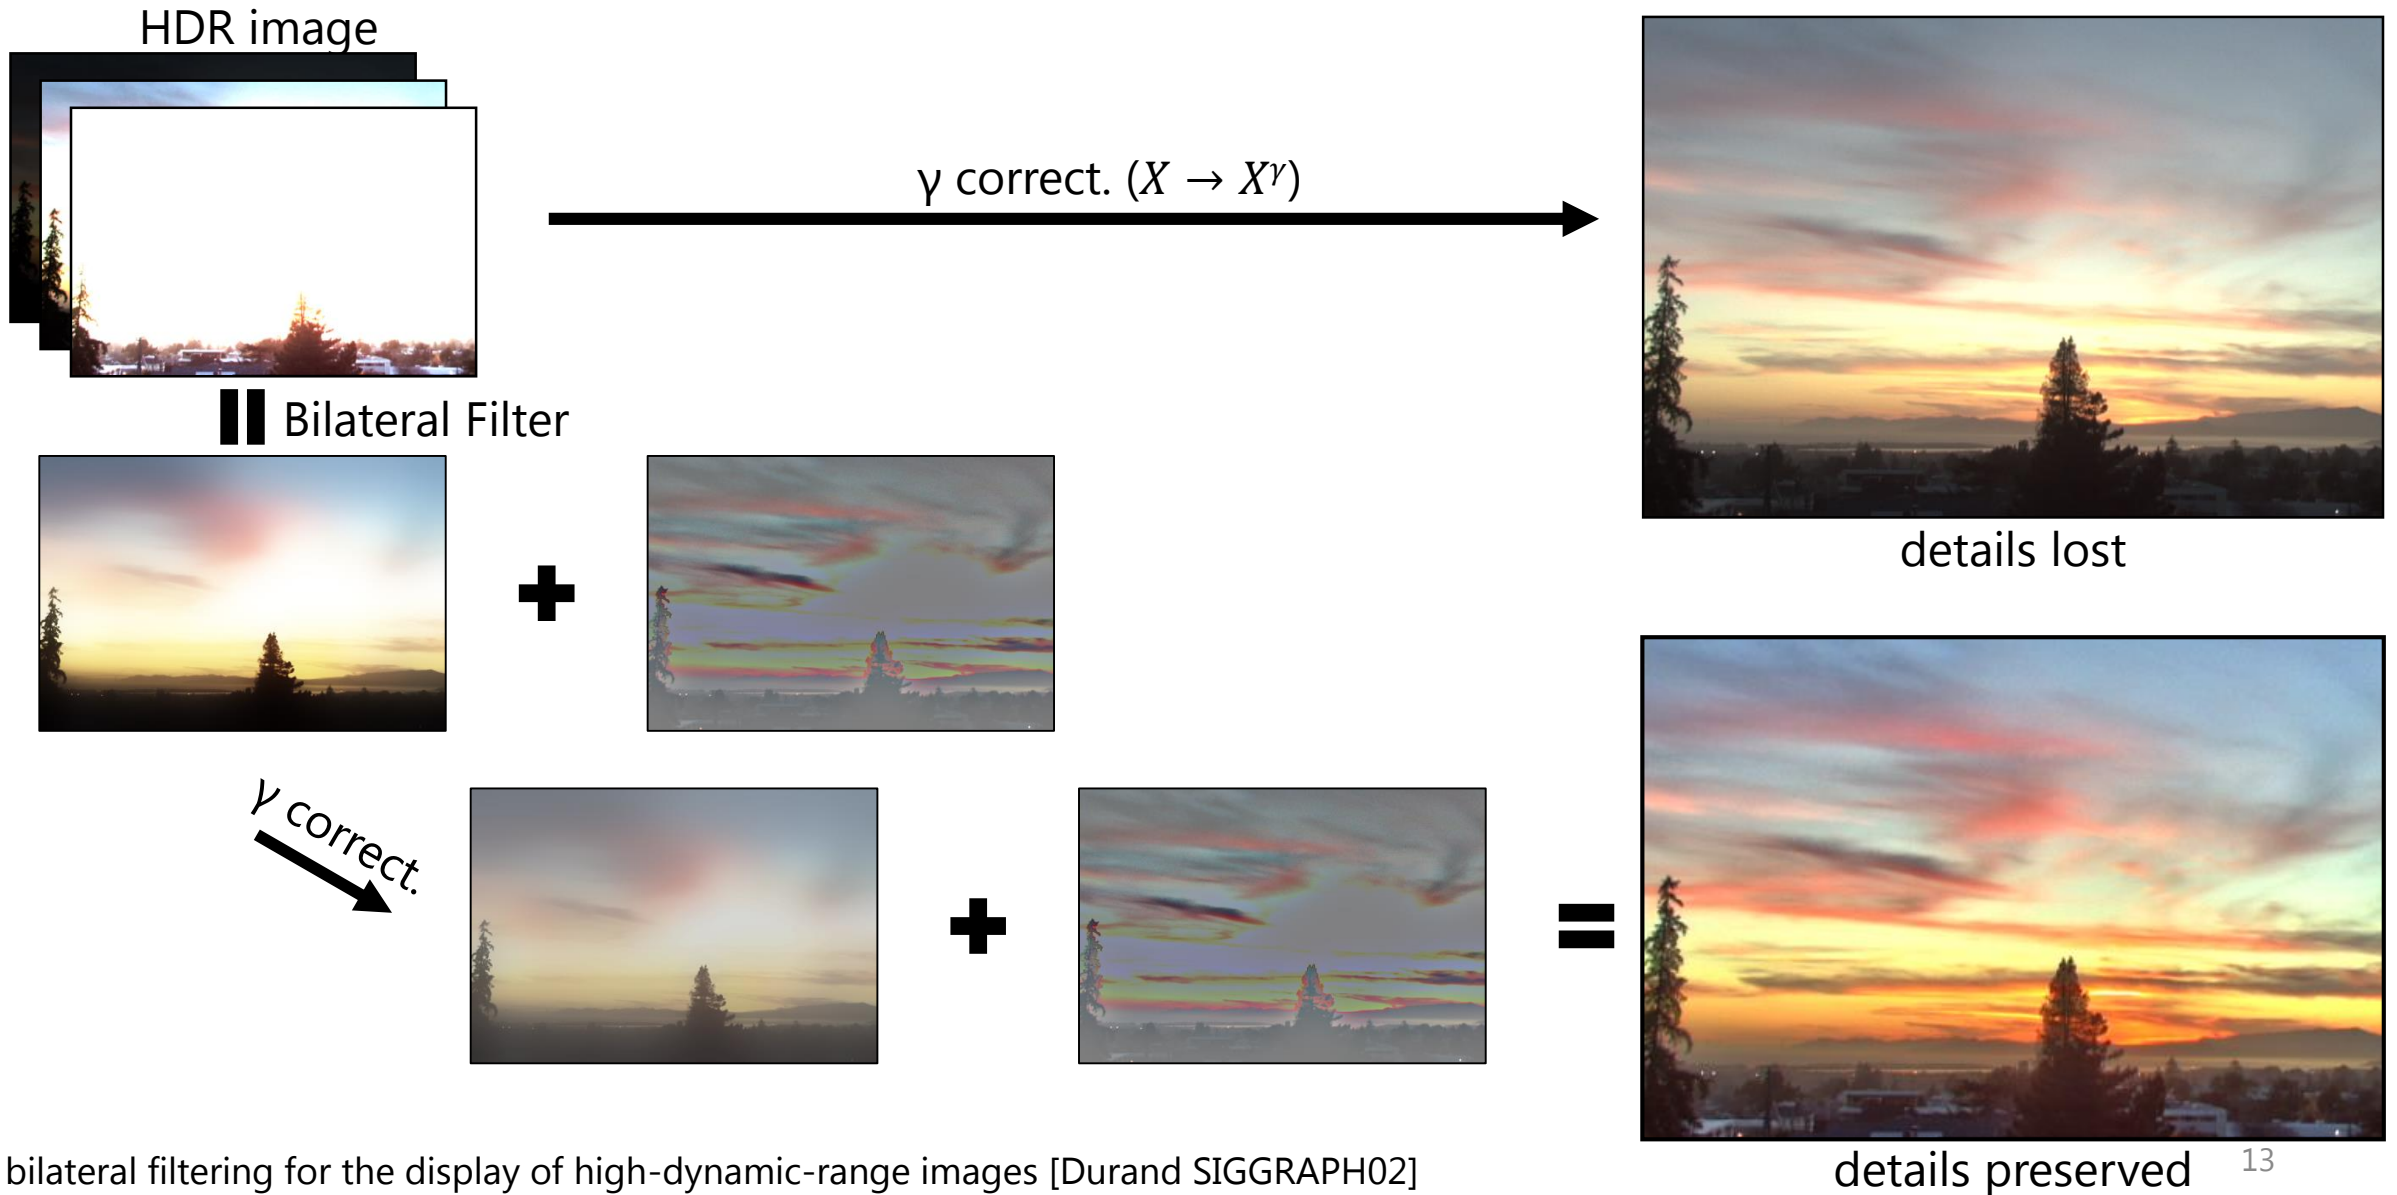 HDR image
γ correct. (X → X^γ)
Bilateral Filter
details lost
γ correct.
details preserved
13
bilateral filtering for the display of high-dynamic-range images [Durand SIGGRAPH02]